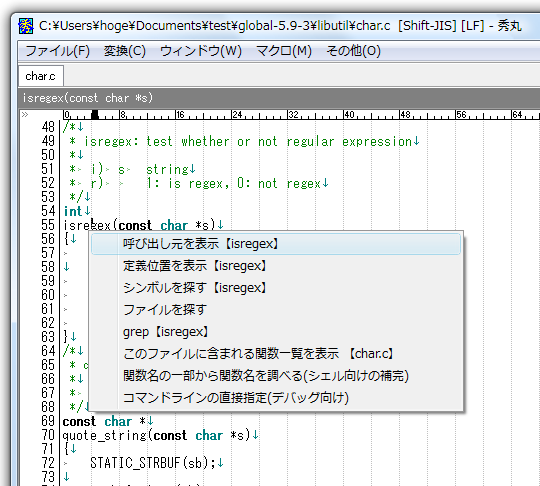 C:¥Users¥hoge¥Documents¥test¥global-5.9-3¥libutil¥char.c [Shift-JIS] [LF] - 秀丸
ファイル(F) 変換(C) ウィンドウ(W) マクロ(M) その他(O)
char.c
isregex(const char *s)
0 8 16 24 32 40 48 56 64
48 /*↓
49 * isregex: test whether or not regular expression↓
50 *↓
51 * i) s string↓
52 * r) 1: is regex, 0: not regex↓
53 */↓
54 int↓
55 isregex(const char *s)↓
56 {↓
57
58 ↓
59
60
61
62
63 }↓
64 /*↓
65 * c
66 *↓
67 *
68 */↓
69 const char *↓
70 quote_string(const char *s)↓
71 {↓
72 STATIC_STRBUF(sb);↓
73 ↓
呼び出し元を表示【isregex】
定義位置を表示【isregex】
シンボルを探す【isregex】
ファイルを探す
grep【isregex】
このファイルに含まれる関数一覧を表示 【char.c】
関数名の一部から関数名を調べる(シェル向けの補完)
コマンドラインの直接指定(デバッグ向け)